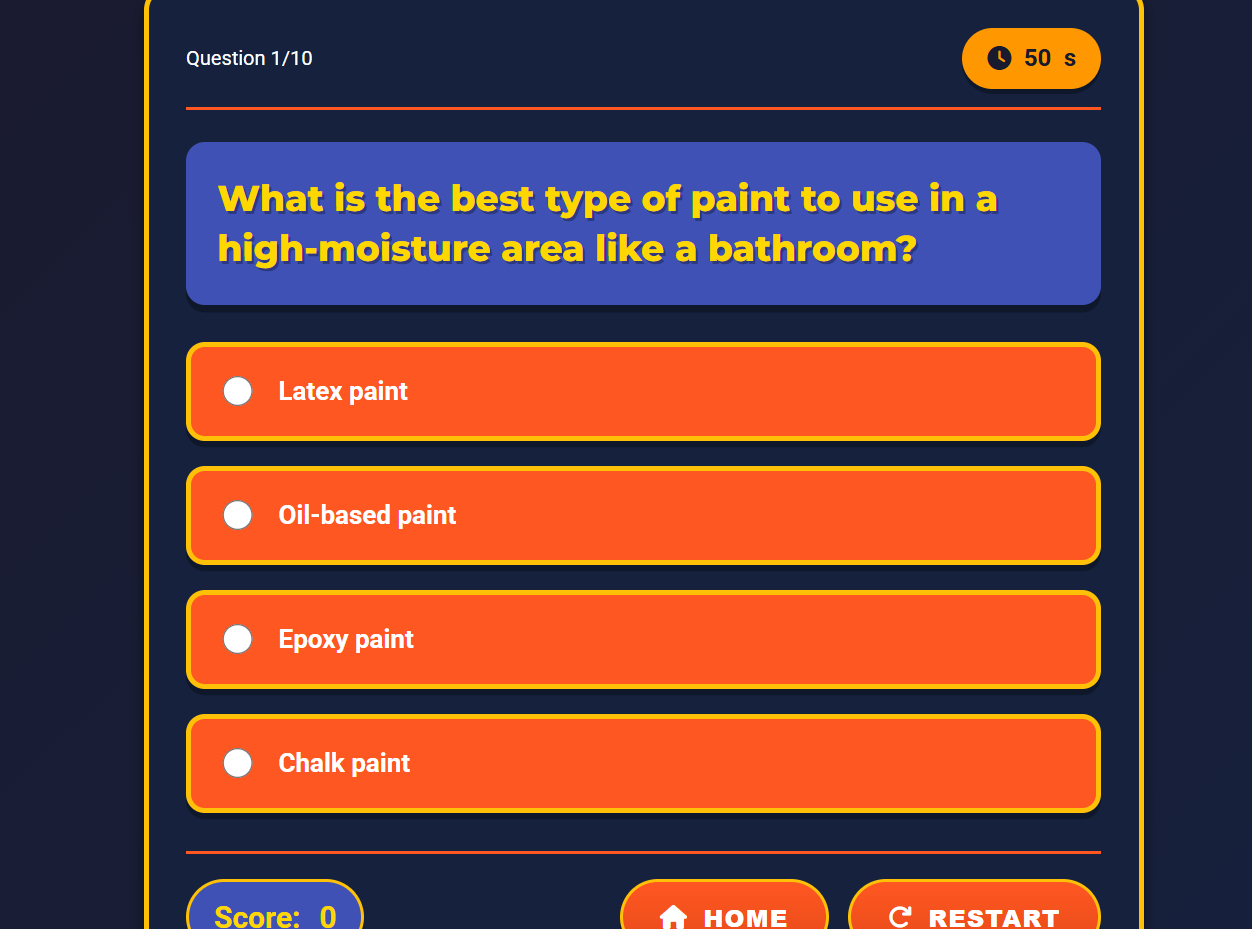 Question 1/10
50 s
What is the best type of paint to use in a
high-moisture area like a bathroom?
Latex paint
Oil-based paint
Epoxy paint
Chalk paint
Score: 0
HOME
RESTART